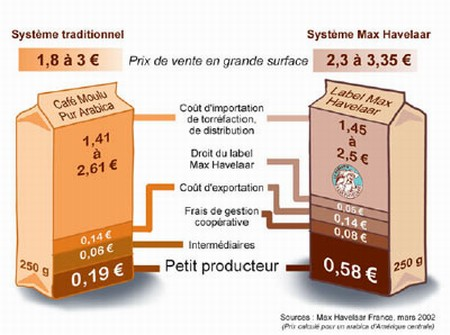 Système traditionnel
Système Max Havelaar
1,8 à 3 €
Prix de vente en grande surface
2,3 à 3,35 €
Café Moulu
Pur Arabica
Label Max
Havelaar
Coût d'importation
de torréfaction,
de distribution
1,41
à
2,61 €
1,45
à
2,5 €
Droit du label
Max Havelaar
Coût d'exportation
0,05 €
0,14 €
0,14 €
Frais de gestion
coopérative
0,08 €
0,06 €
Intermédiaires
250 g
0,19 €
Petit producteur
0,58 €
250 g
Sources : Max Havelaar France, mars 2002
(Prix calculé pour un arabica d'Amérique centrale)